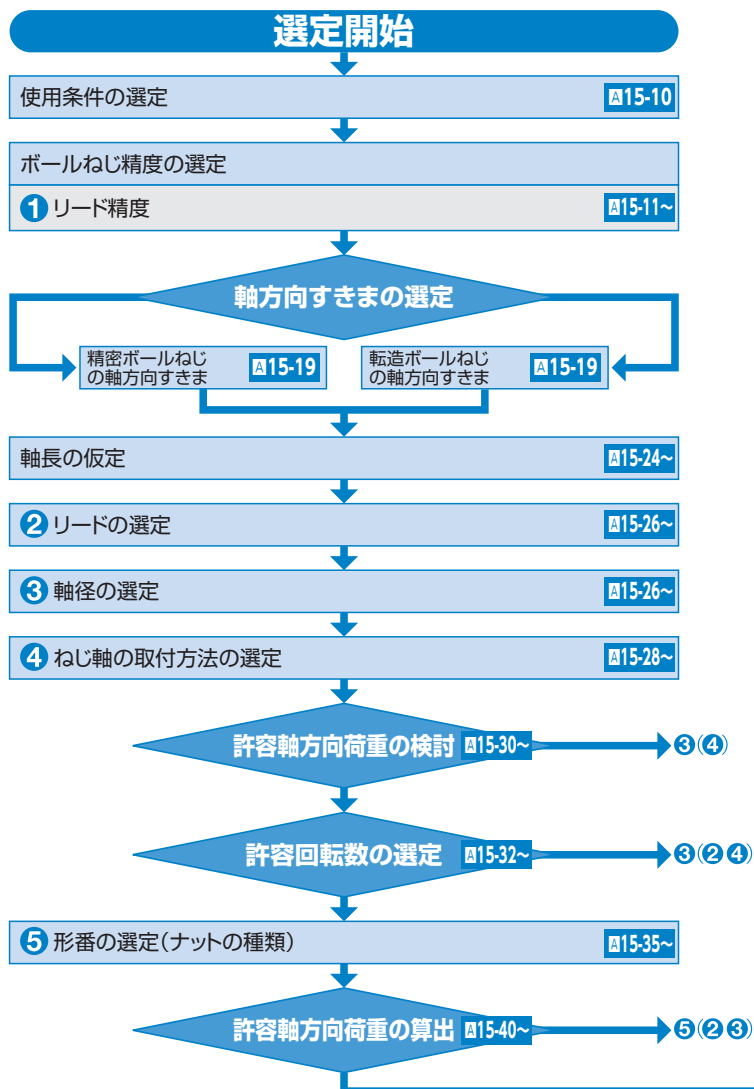 選定開始
使用条件の選定 A15-10
ボールねじ精度の選定
1 リード精度 A15-11~
軸方向すきまの選定
精密ボールねじ
の軸方向すきま A15-19
転造ボールねじ
の軸方向すきま A15-19
軸長の仮定 A15-24~
2 リードの選定 A15-26~
3 軸径の選定 A15-26~
4 ねじ軸の取付方法の選定 A15-28~
許容軸方向荷重の検討 A15-30~ 3(4)
許容回転数の選定 A15-32~ 3(2 4)
5 形番の選定(ナットの種類) A15-35~
許容軸方向荷重の算出 A15-40~ 5(2 3)